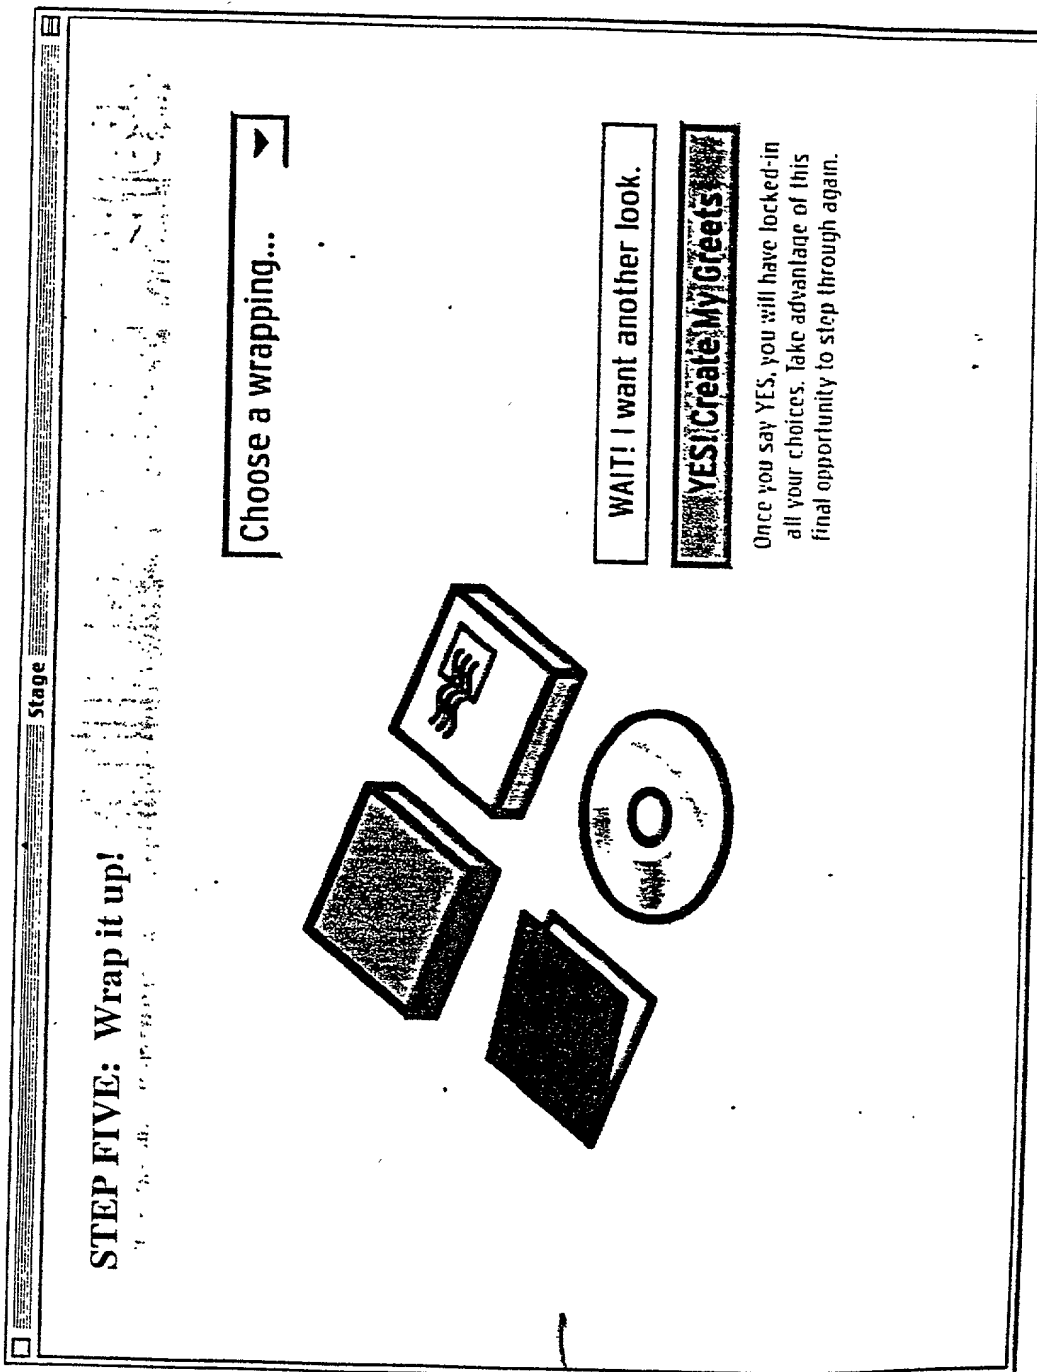 Stage
STEP FIVE: Wrap it up!
Choose a wrapping...
WAIT! I want another look.
YES! Create My Greets
Once you say YES, you will have locked-in
all your choices. Take advantage of this
final opportunity to step through again.